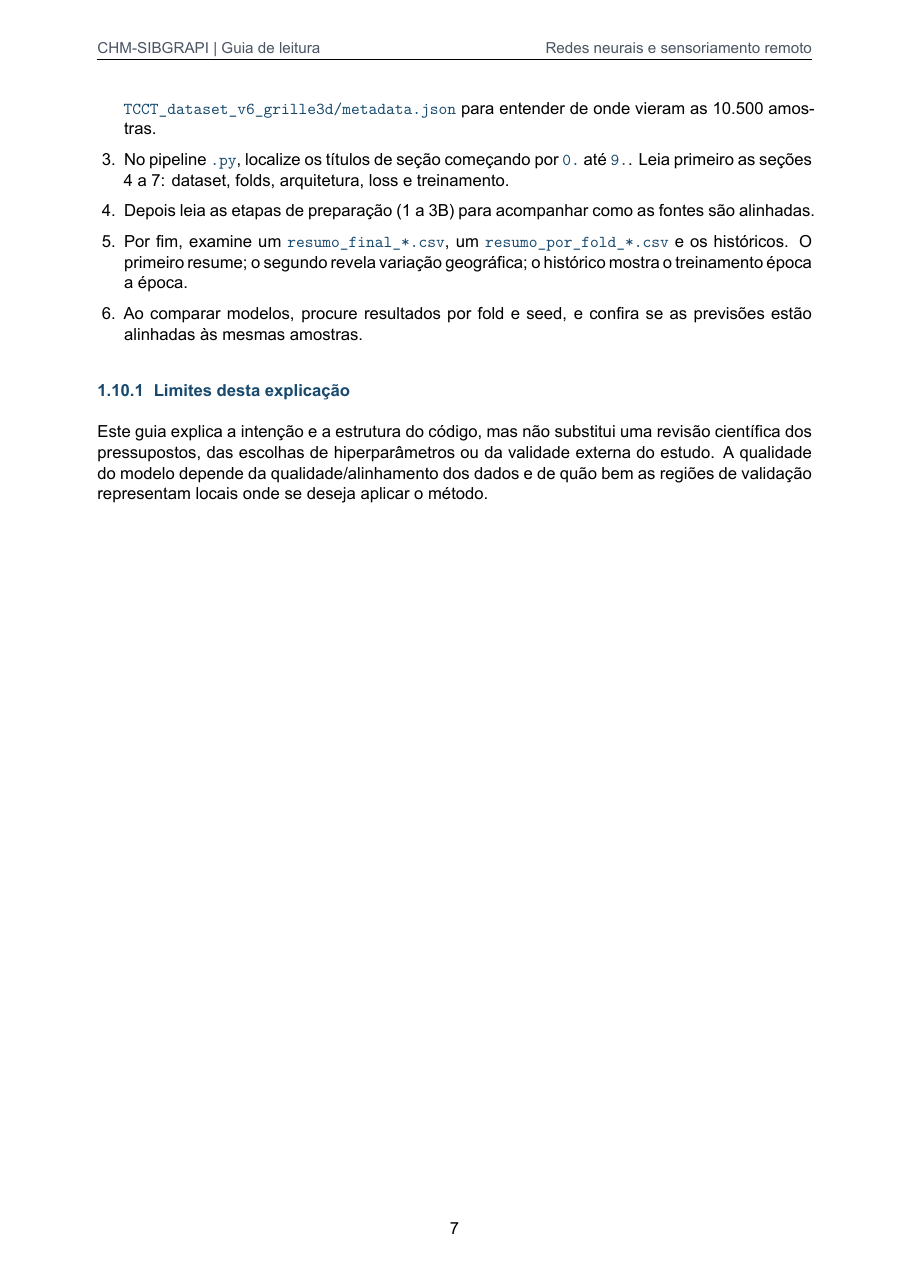 CHM-SIBGRAPI | Guia de leitura Redes neurais e sensoriamento remoto
TCCT_dataset_v6_grille3d/metadata.json para entender de onde vieram as 10.500 amos-
tras.
3. No pipeline .py, localize os títulos de seção começando por 0. até 9.. Leia primeiro as seções
4 a 7: dataset, folds, arquitetura, loss e treinamento.
4. Depois leia as etapas de preparação (1 a 3B) para acompanhar como as fontes são alinhadas.
5. Por fim, examine um resumo_final_*.csv, um resumo_por_fold_*.csv e os históricos. O
primeiro resume; o segundo revela variação geográfica; o histórico mostra o treinamento época
a época.
6. Ao comparar modelos, procure resultados por fold e seed, e confira se as previsões estão
alinhadas às mesmas amostras.
1.10.1 Limites desta explicação
Este guia explica a intenção e a estrutura do código, mas não substitui uma revisão científica dos
pressupostos, das escolhas de hiperparâmetros ou da validade externa do estudo. A qualidade
do modelo depende da qualidade/alinhamento dos dados e de quão bem as regiões de validação
representam locais onde se deseja aplicar o método.
7